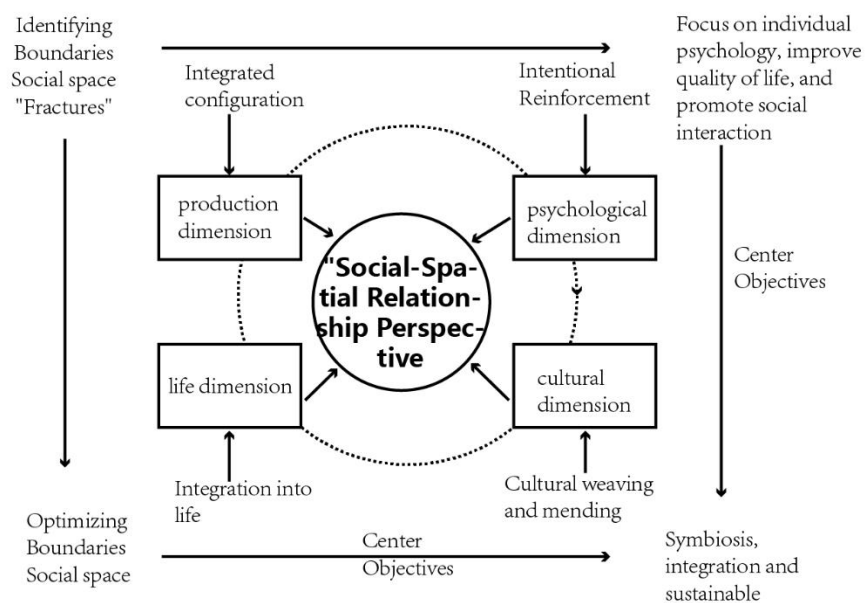 Identifying
Boundaries
Social space
"Fractures"
Focus on individual
psychology, improve
quality of life, and
promote social
interaction
Integrated
configuration
Intentional
Reinforcement
production
dimension
psychological
dimension
"Social-Spa-
tial Relation-
ship Perspec-
tive
Center
Objectives
life dimension
cultural
dimension
Integration into
life
Cultural weaving
and mending
Optimizing
Boundaries
Social space
Center
Objectives
Symbiosis,
integration and
sustainable